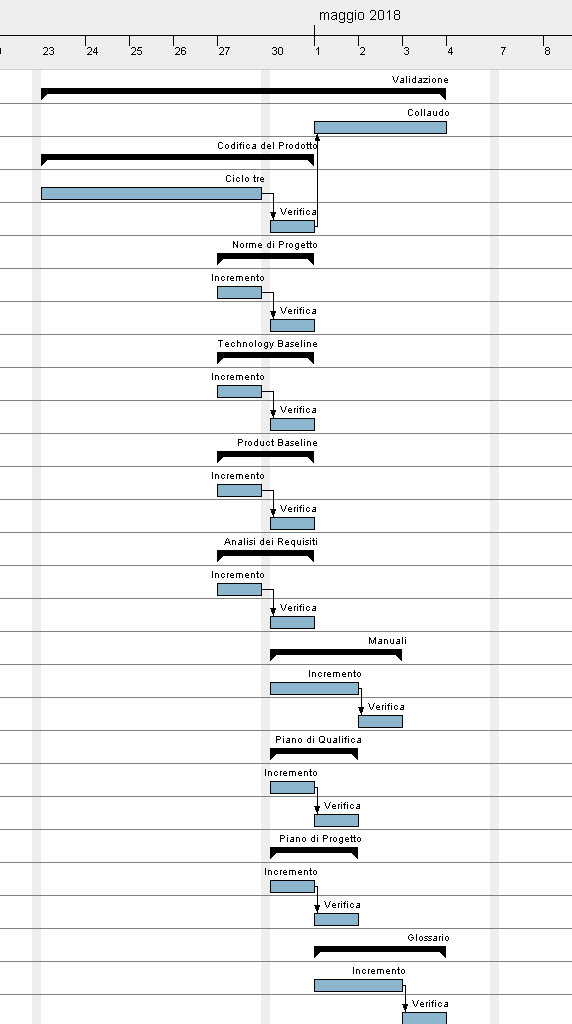 maggio 2018
23 24 25 26 27 30 1 2 3 4 7 8
Validazione
Collaudo
Codifica del Prodotto
Ciclo tre
Verifica
Norme di Progetto
Incremento
Verifica
Technology Baseline
Incremento
Verifica
Product Baseline
Incremento
Verifica
Analisi dei Requisiti
Incremento
Verifica
Manuali
Incremento
Verifica
Piano di Qualifica
Incremento
Verifica
Piano di Progetto
Incremento
Verifica
Glossario
Incremento
Verifica